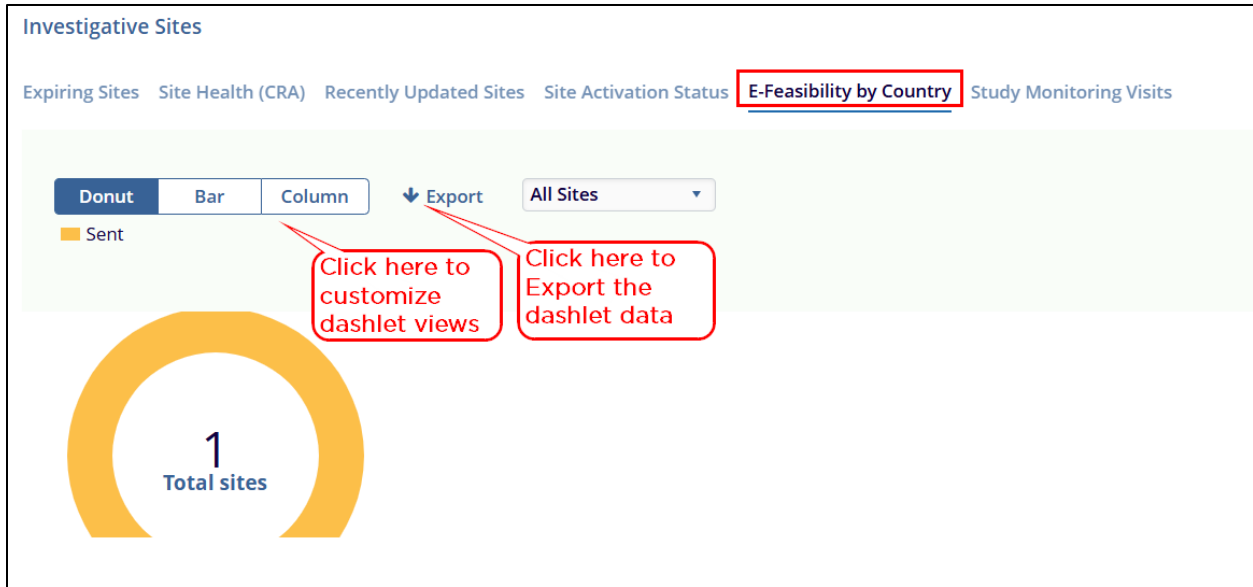 Investigative Sites
Expiring Sites Site Health (CRA) Recently Updated Sites Site Activation Status E-Feasibility by Country Study Monitoring Visits
Donut Bar Column Export All Sites
Sent
Click here to
customize
dashlet views
Click here to
Export the
dashlet data
1
Total sites